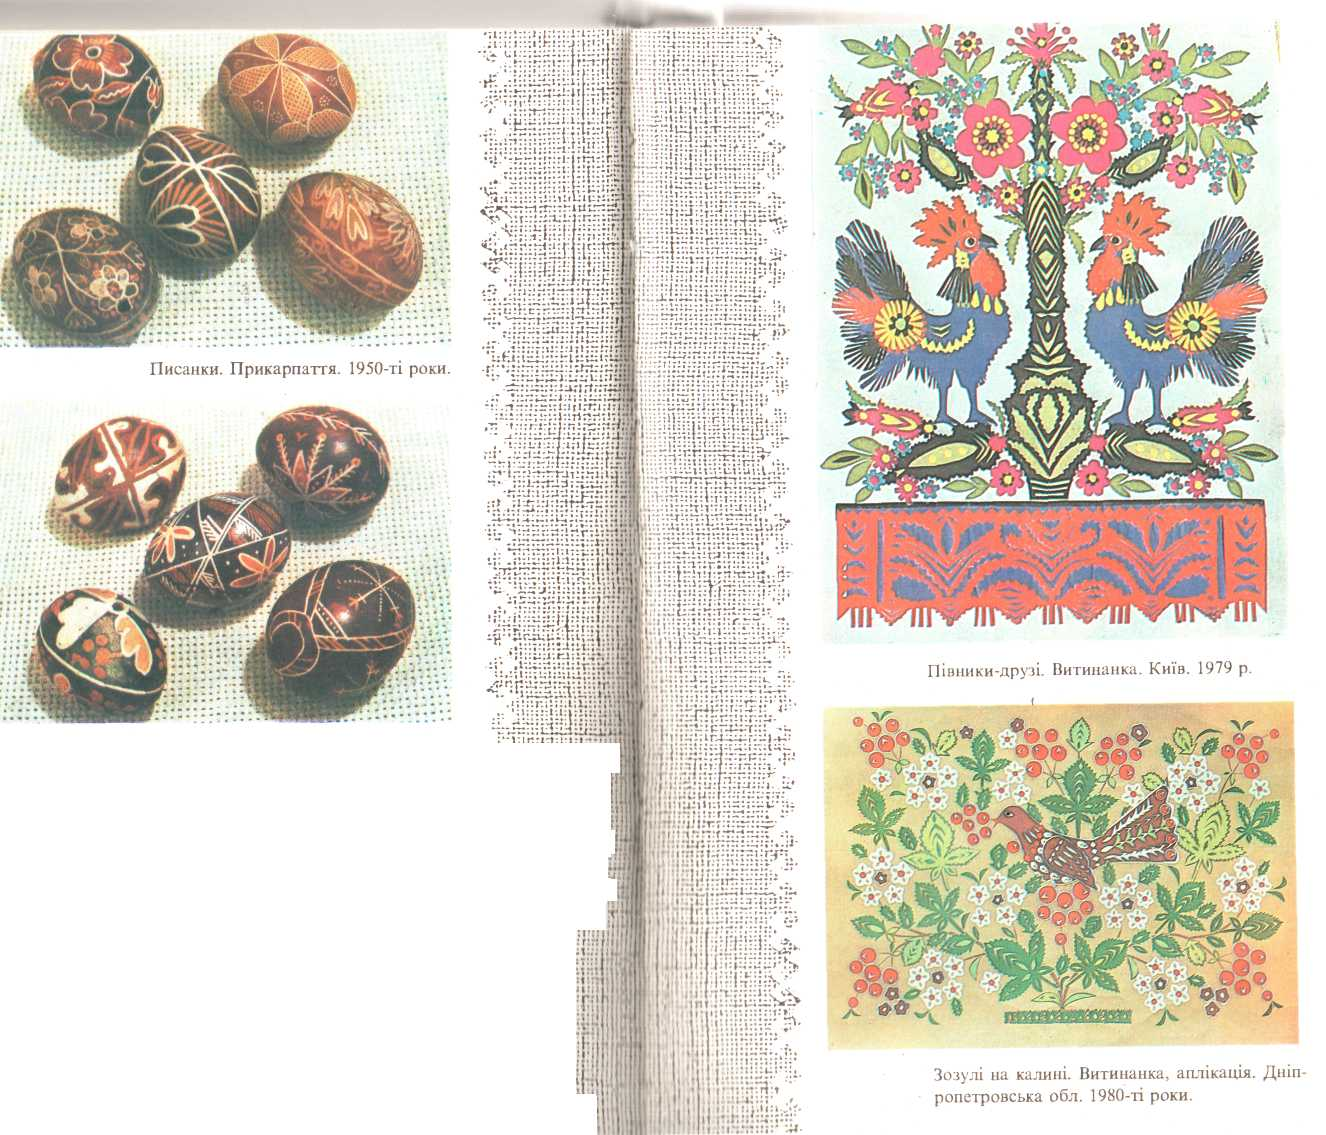 Писанки. Прикарпаття. 1950-ті роки.
Півники-друзі. Витинанка. Київ. 1979 р.
Зозулі на калині. Витинанка, аплікація. Дніп-
ропетровська обл. 1980-ті роки.